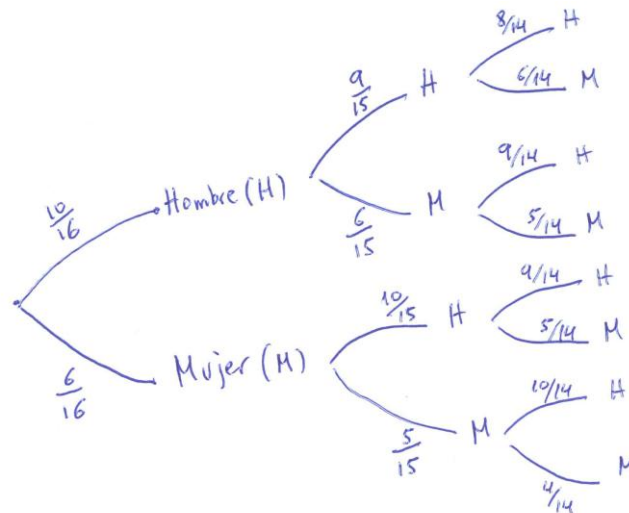 8/14 H
9/15 H
6/14 M
10/16 Hombre (H)
9/14 H
6/15 M
5/14 M
9/14 H
10/15 H
5/14 M
6/16 Mujer (M)
10/14 H
5/15 M
4/14 M